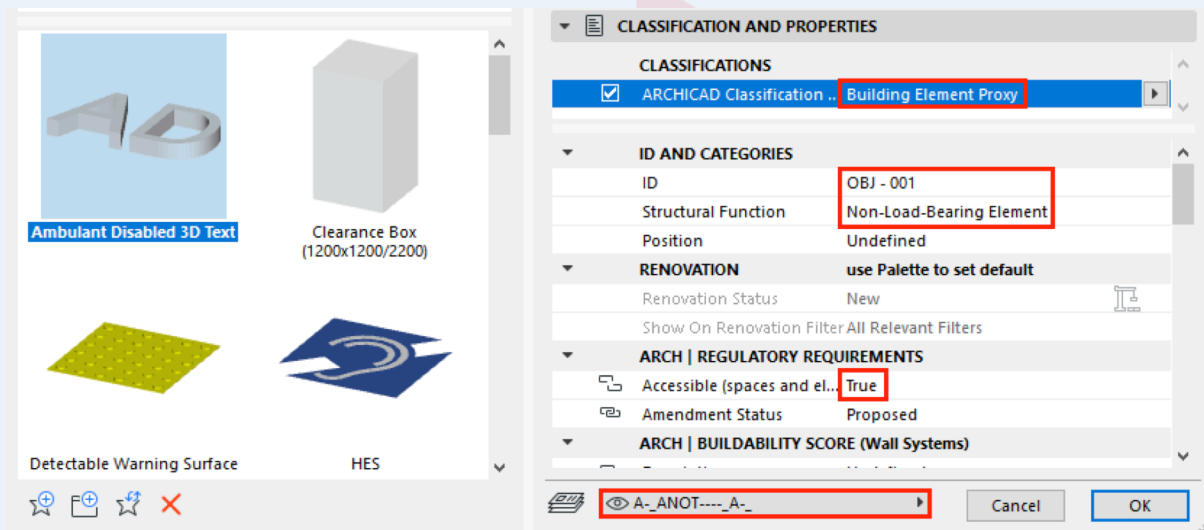 Ambulant Disabled 3D Text
Clearance Box
(1200x1200/2200)
Detectable Warning Surface
HES
CLASSIFICATION AND PROPERTIES
CLASSIFICATIONS
ARCHICAD Classification ... Building Element Proxy
ID AND CATEGORIES
ID OBJ - 001
Structural Function Non-Load-Bearing Element
Position Undefined
RENOVATION use Palette to set default
Renovation Status New
Show On Renovation Filter All Relevant Filters
ARCH | REGULATORY REQUIREMENTS
Accessible (spaces and el... True
Amendment Status Proposed
ARCH | BUILDABILITY SCORE (Wall Systems)
A-_ANOT----_A-_
Cancel OK